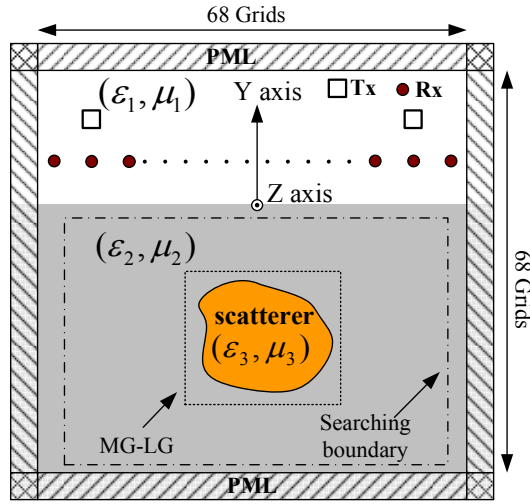 68 Grids
PML
(ε₁, μ₁)
Y axis
Tx
Rx
Z axis
(ε₂, μ₂)
68 Grids
scatterer
(ε₃, μ₃)
MG-LG
Searching
boundary
PML